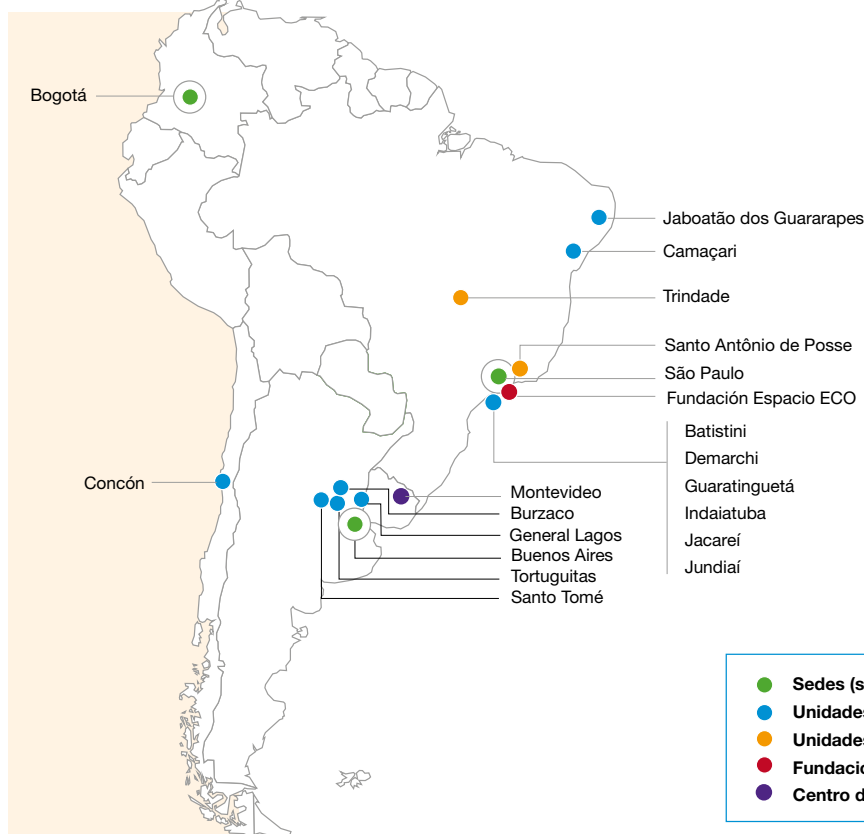 Bogotá
Jaboatão dos Guararapes
Camaçari
Trindade
Santo Antônio de Posse
São Paulo
Fundación Espacio ECO
Batistini
Demarchi
Guaratinguetá
Indaiatuba
Jacareí
Jundiaí
Concón
Montevideo
Burzaco
General Lagos
Buenos Aires
Tortuguitas
Santo Tomé
Sedes (s
Unidades
Unidades
Fundació
Centro d